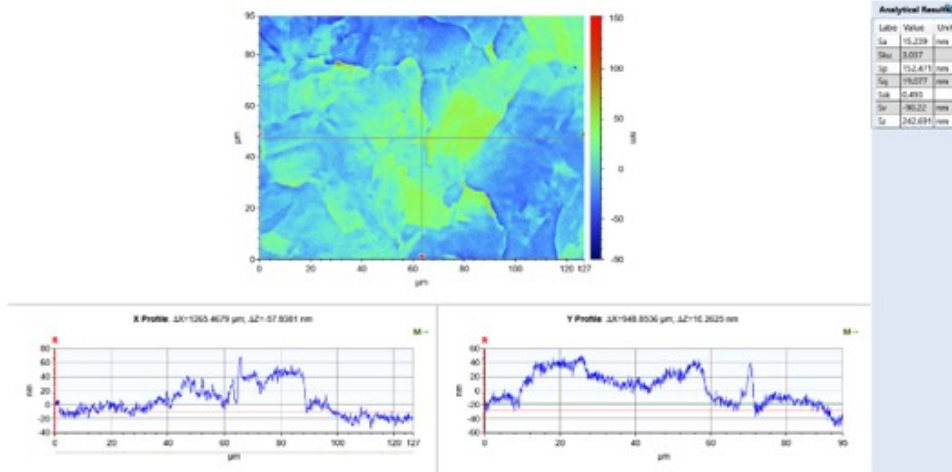 Analytical Results
Label Value Unit
Sa 15.239 nm
Sku 3.037
Sp 152.471 nm
Sq 19.077 nm
Ssk 0.493
Sv -90.22 nm
Sz 242.691 nm
95
80
60
40
20
0
µm
0 20 40 60 80 100 120 127
µm
150
100
50
0
-50
-90
nm
X Profile: ΔX=1265.4679 µm; ΔZ=-57.9381 nm
R
M→
80
60
40
20
0
-20
-40
nm
0 20 40 60 80 100 120 127
µm
Y Profile: ΔX=948.8536 µm; ΔZ=10.2625 nm
R
M→
60
40
20
0
-20
-40
-60
nm
0 20 40 60 80 95
µm